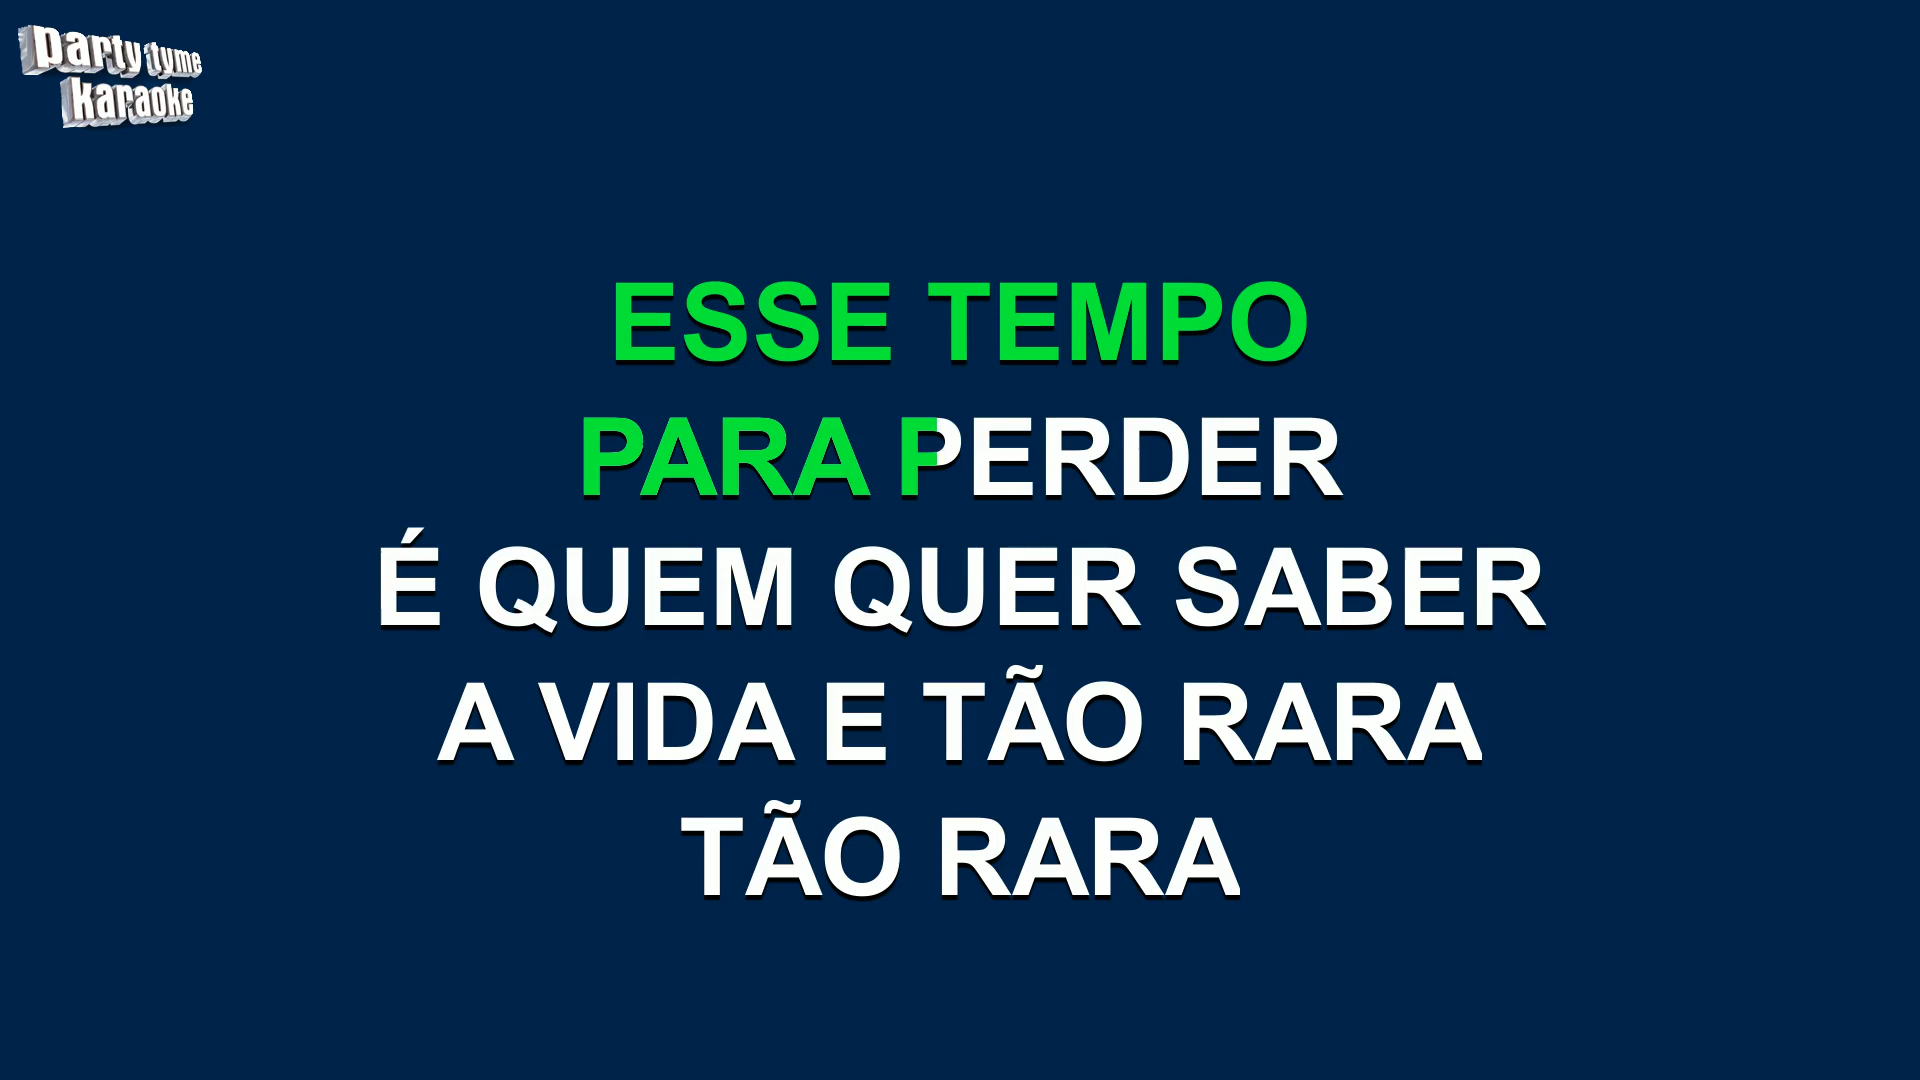 party tyme
karaoke
ESSE TEMPO
PARA PERDER
É QUEM QUER SABER
A VIDA E TÃO RARA
TÃO RARA